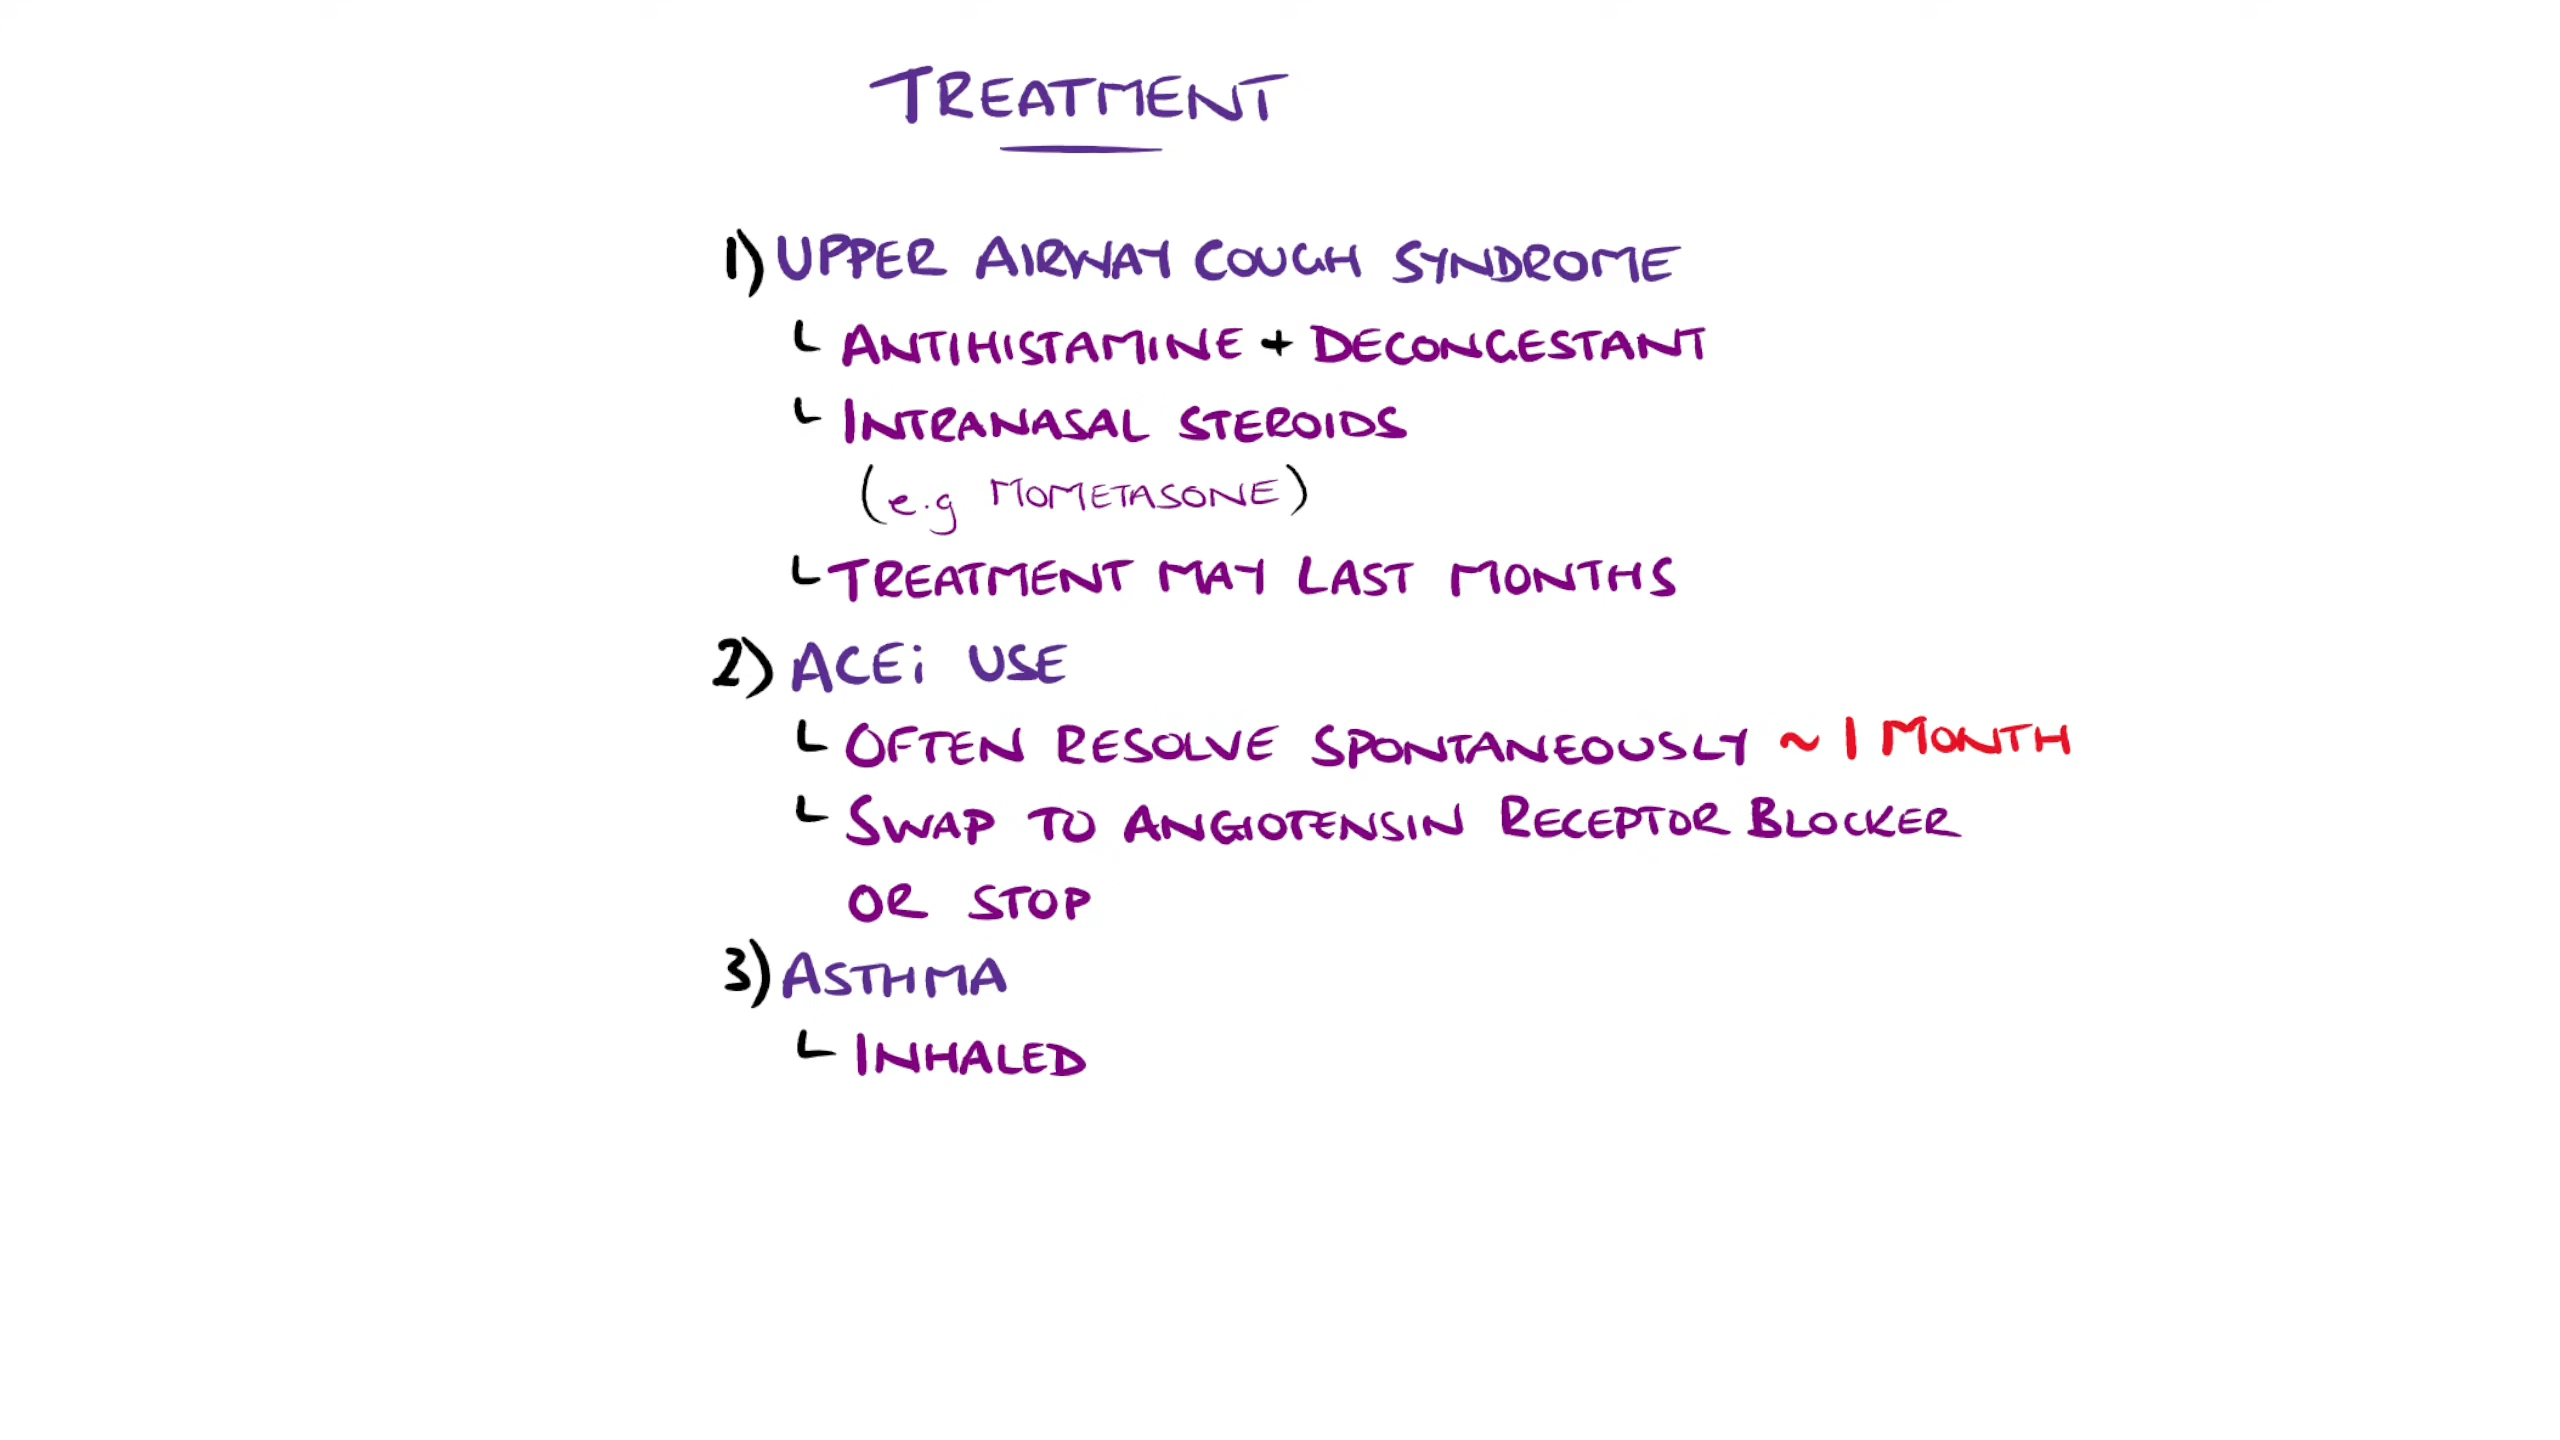 TREATMENT
1) UPPER AIRWAY COUGH SYNDROME
ANTIHISTAMINE + DECONGESTANT
INTRANASAL STEROIDS
(e.g MOMETASONE)
TREATMENT MAY LAST MONTHS
2) ACEi USE
OFTEN RESOLVE SPONTANEOUSLY ~ 1 MONTH
SWAP TO ANGIOTENSIN RECEPTOR BLOCKER
OR STOP
3) ASTHMA
INHALED